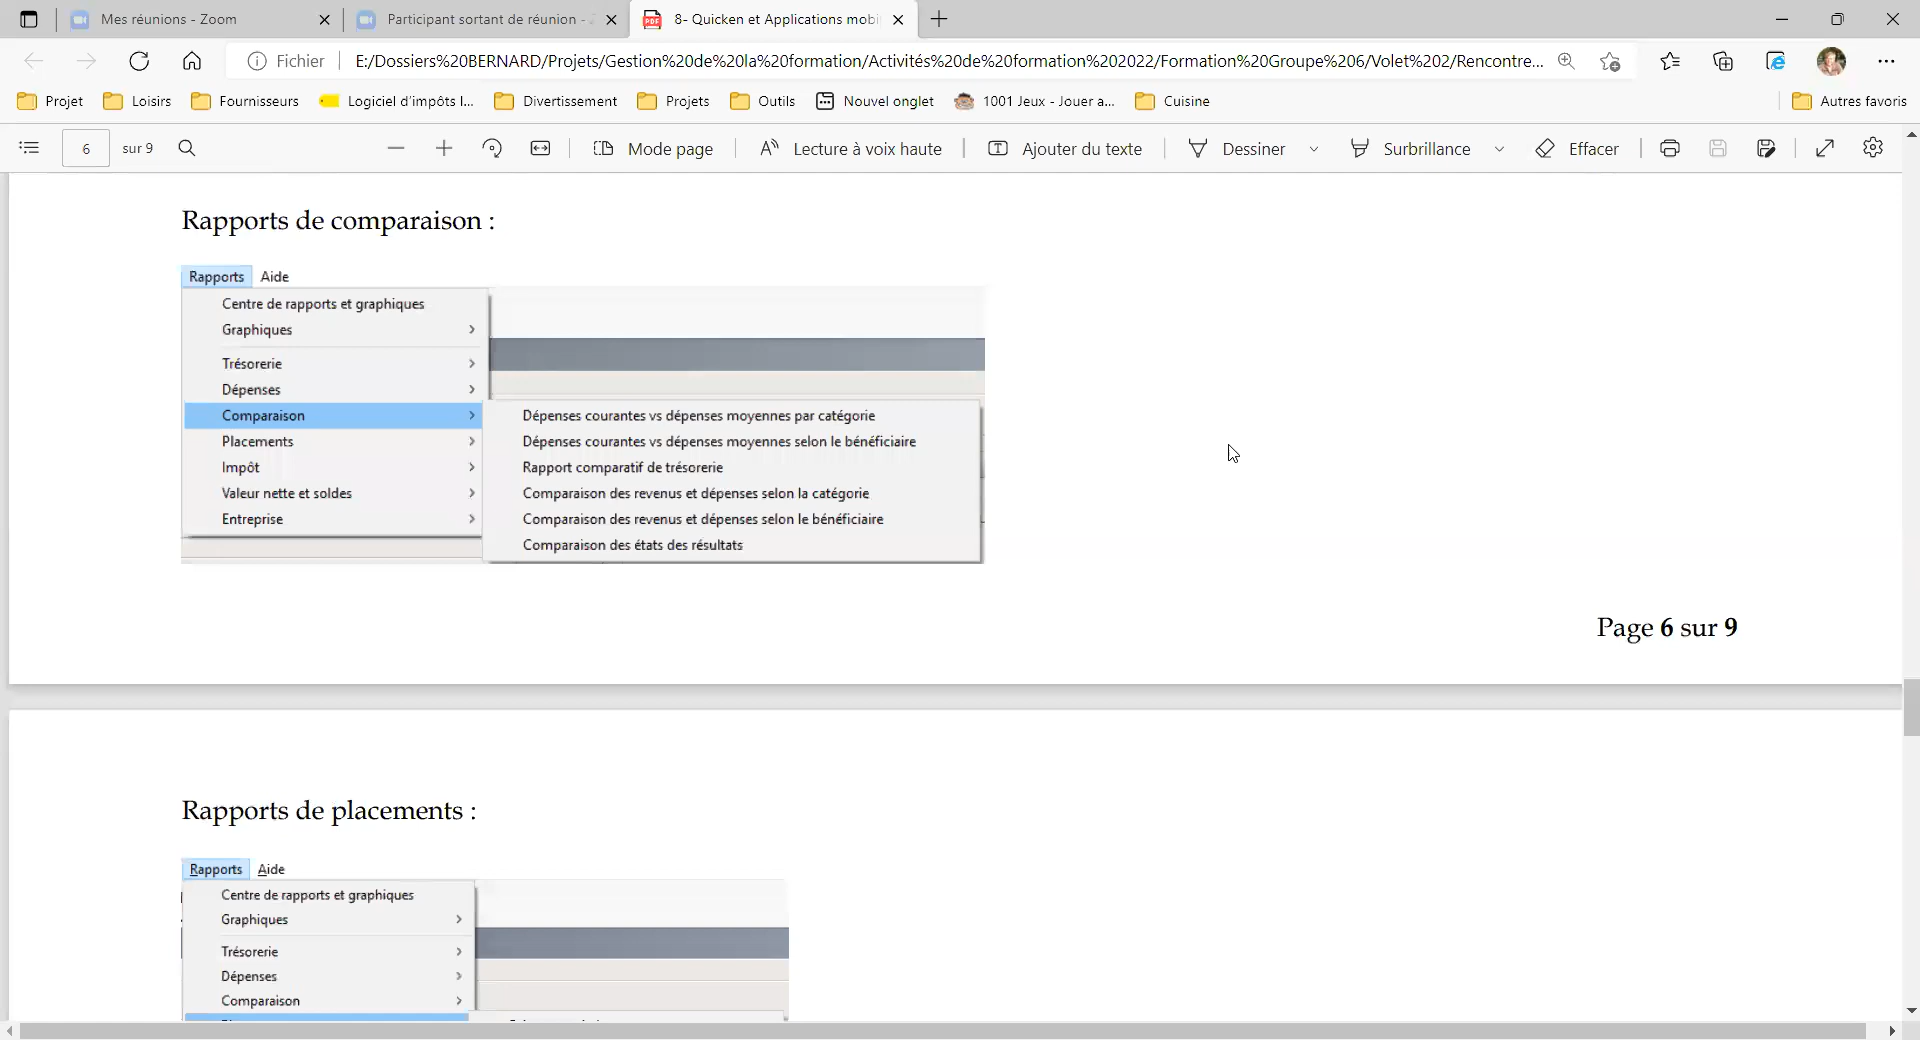 Mes réunions - Zoom
Participant sortant de réunion -
8- Quicken et Applications mobi
Fichier
E:/Dossiers%20BERNARD/Projets/Gestion%20de%20la%20formation/Activités%20de%20formation%202022/Formation%20Groupe%206/Volet%202/Rencontre...
Projet
Loisirs
Fournisseurs
Logiciel d'impôts l...
Divertissement
Projets
Outils
Nouvel onglet
1001 Jeux - Jouer a...
Cuisine
Autres favoris
6 sur 9
Mode page
Lecture à voix haute
Ajouter du texte
Dessiner
Surbrillance
Effacer
Rapports de comparaison :
Rapports Aide
Centre de rapports et graphiques
Graphiques
Trésorerie
Dépenses
Comparaison
Placements
Impôt
Valeur nette et soldes
Entreprise
Dépenses courantes vs dépenses moyennes par catégorie
Dépenses courantes vs dépenses moyennes selon le bénéficiaire
Rapport comparatif de trésorerie
Comparaison des revenus et dépenses selon la catégorie
Comparaison des revenus et dépenses selon le bénéficiaire
Comparaison des états des résultats
Page 6 sur 9
Rapports de placements :
Rapports Aide
Centre de rapports et graphiques
Graphiques
Trésorerie
Dépenses
Comparaison